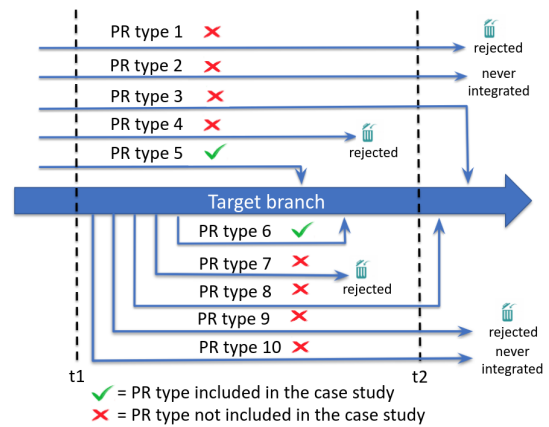 PR type 1
rejected
PR type 2
never
integrated
PR type 3
PR type 4
rejected
PR type 5
Target branch
PR type 6
PR type 7
rejected
PR type 8
PR type 9
rejected
PR type 10
never
integrated
t1
t2
= PR type included in the case study
= PR type not included in the case study